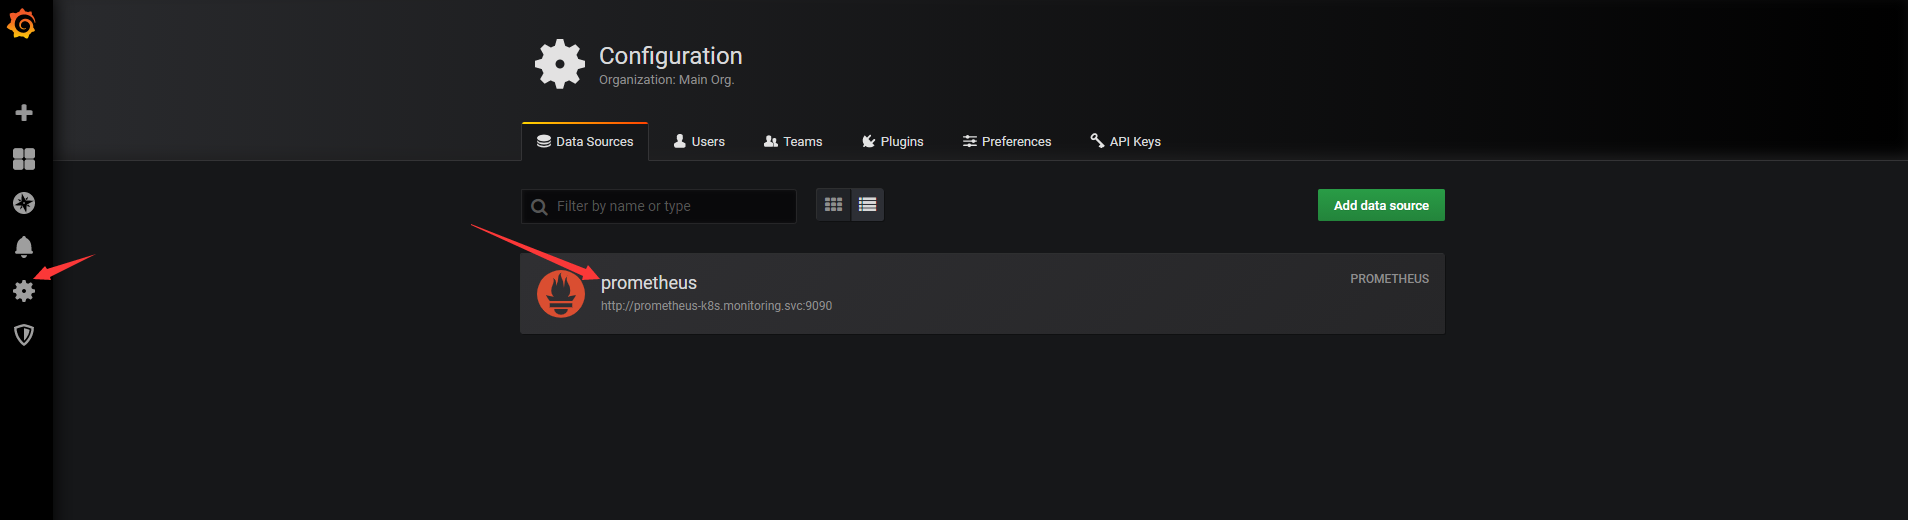 Configuration
Organization: Main Org.
Data Sources Users Teams Plugins Preferences API Keys
Filter by name or type
Add data source
prometheus
PROMETHEUS
http://prometheus-k8s.monitoring.svc:9090